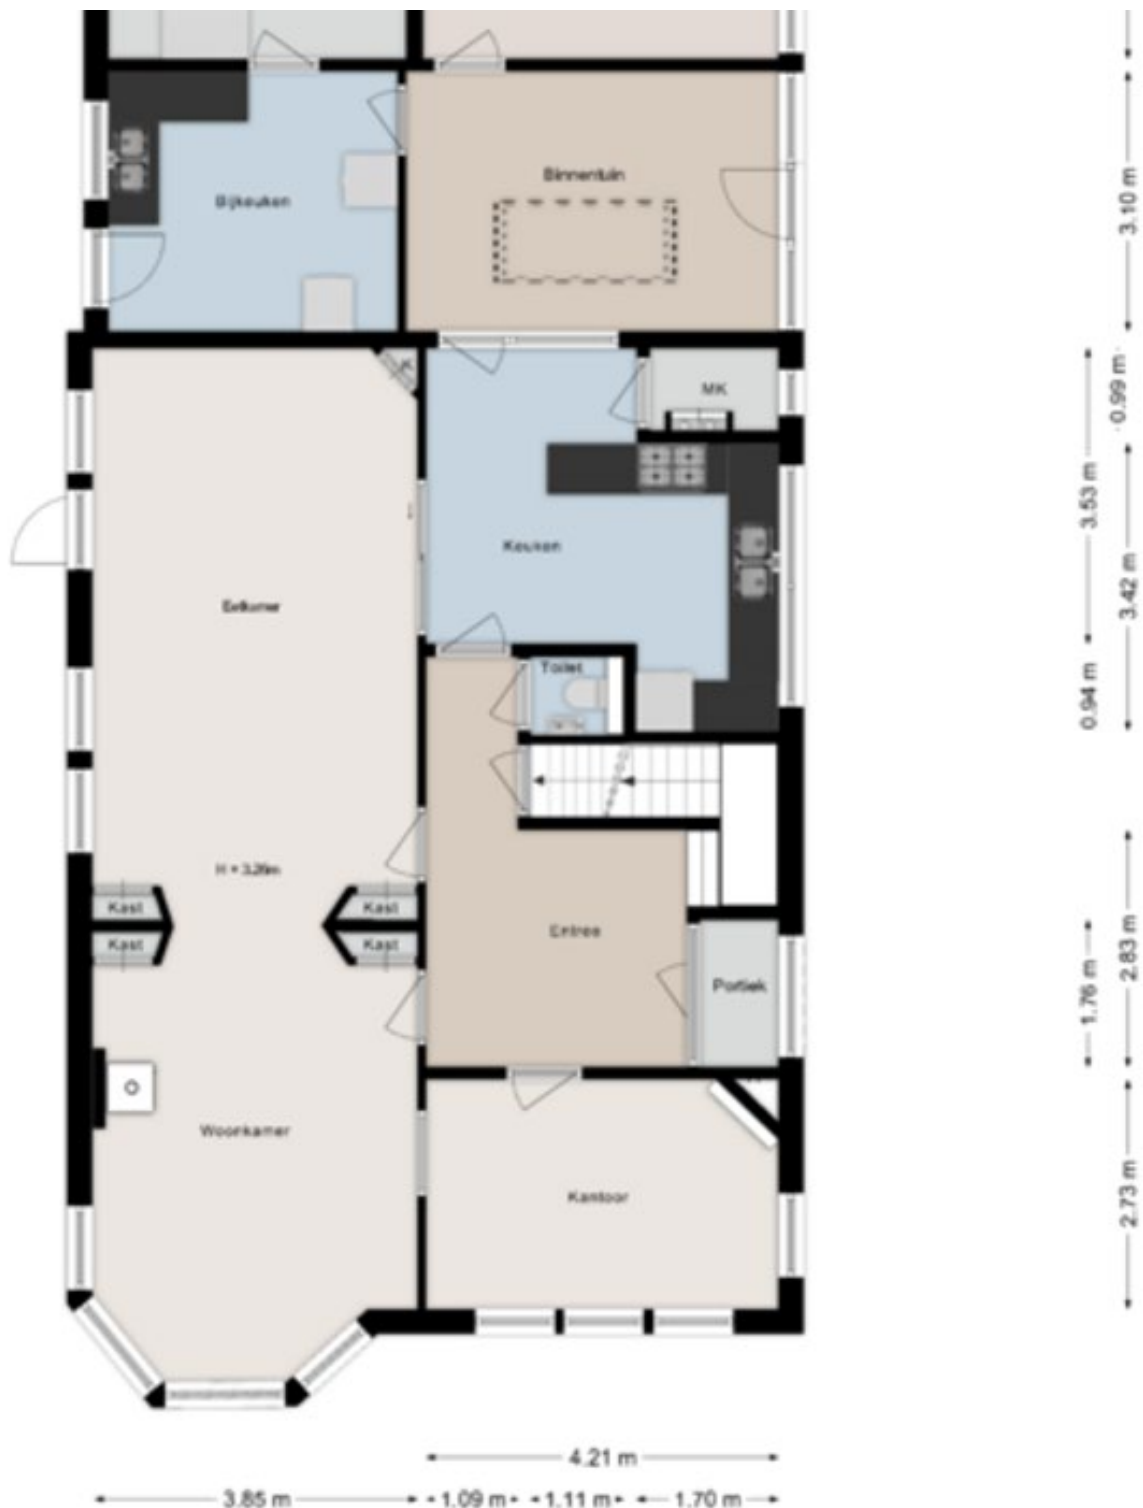 Binnentuin
Bijkeuken
3.10 m
MK
0.99 m
3.53 m
Keuken
3.42 m
Eetkamer
Toilet
0.94 m
H = 3.26m
Kast
Kast
Kast
Kast
Entree
Portiek
2.83 m
1.76 m
Woonkamer
Kantoor
2.73 m
4.21 m
3.85 m
1.09 m
1.11 m
1.70 m